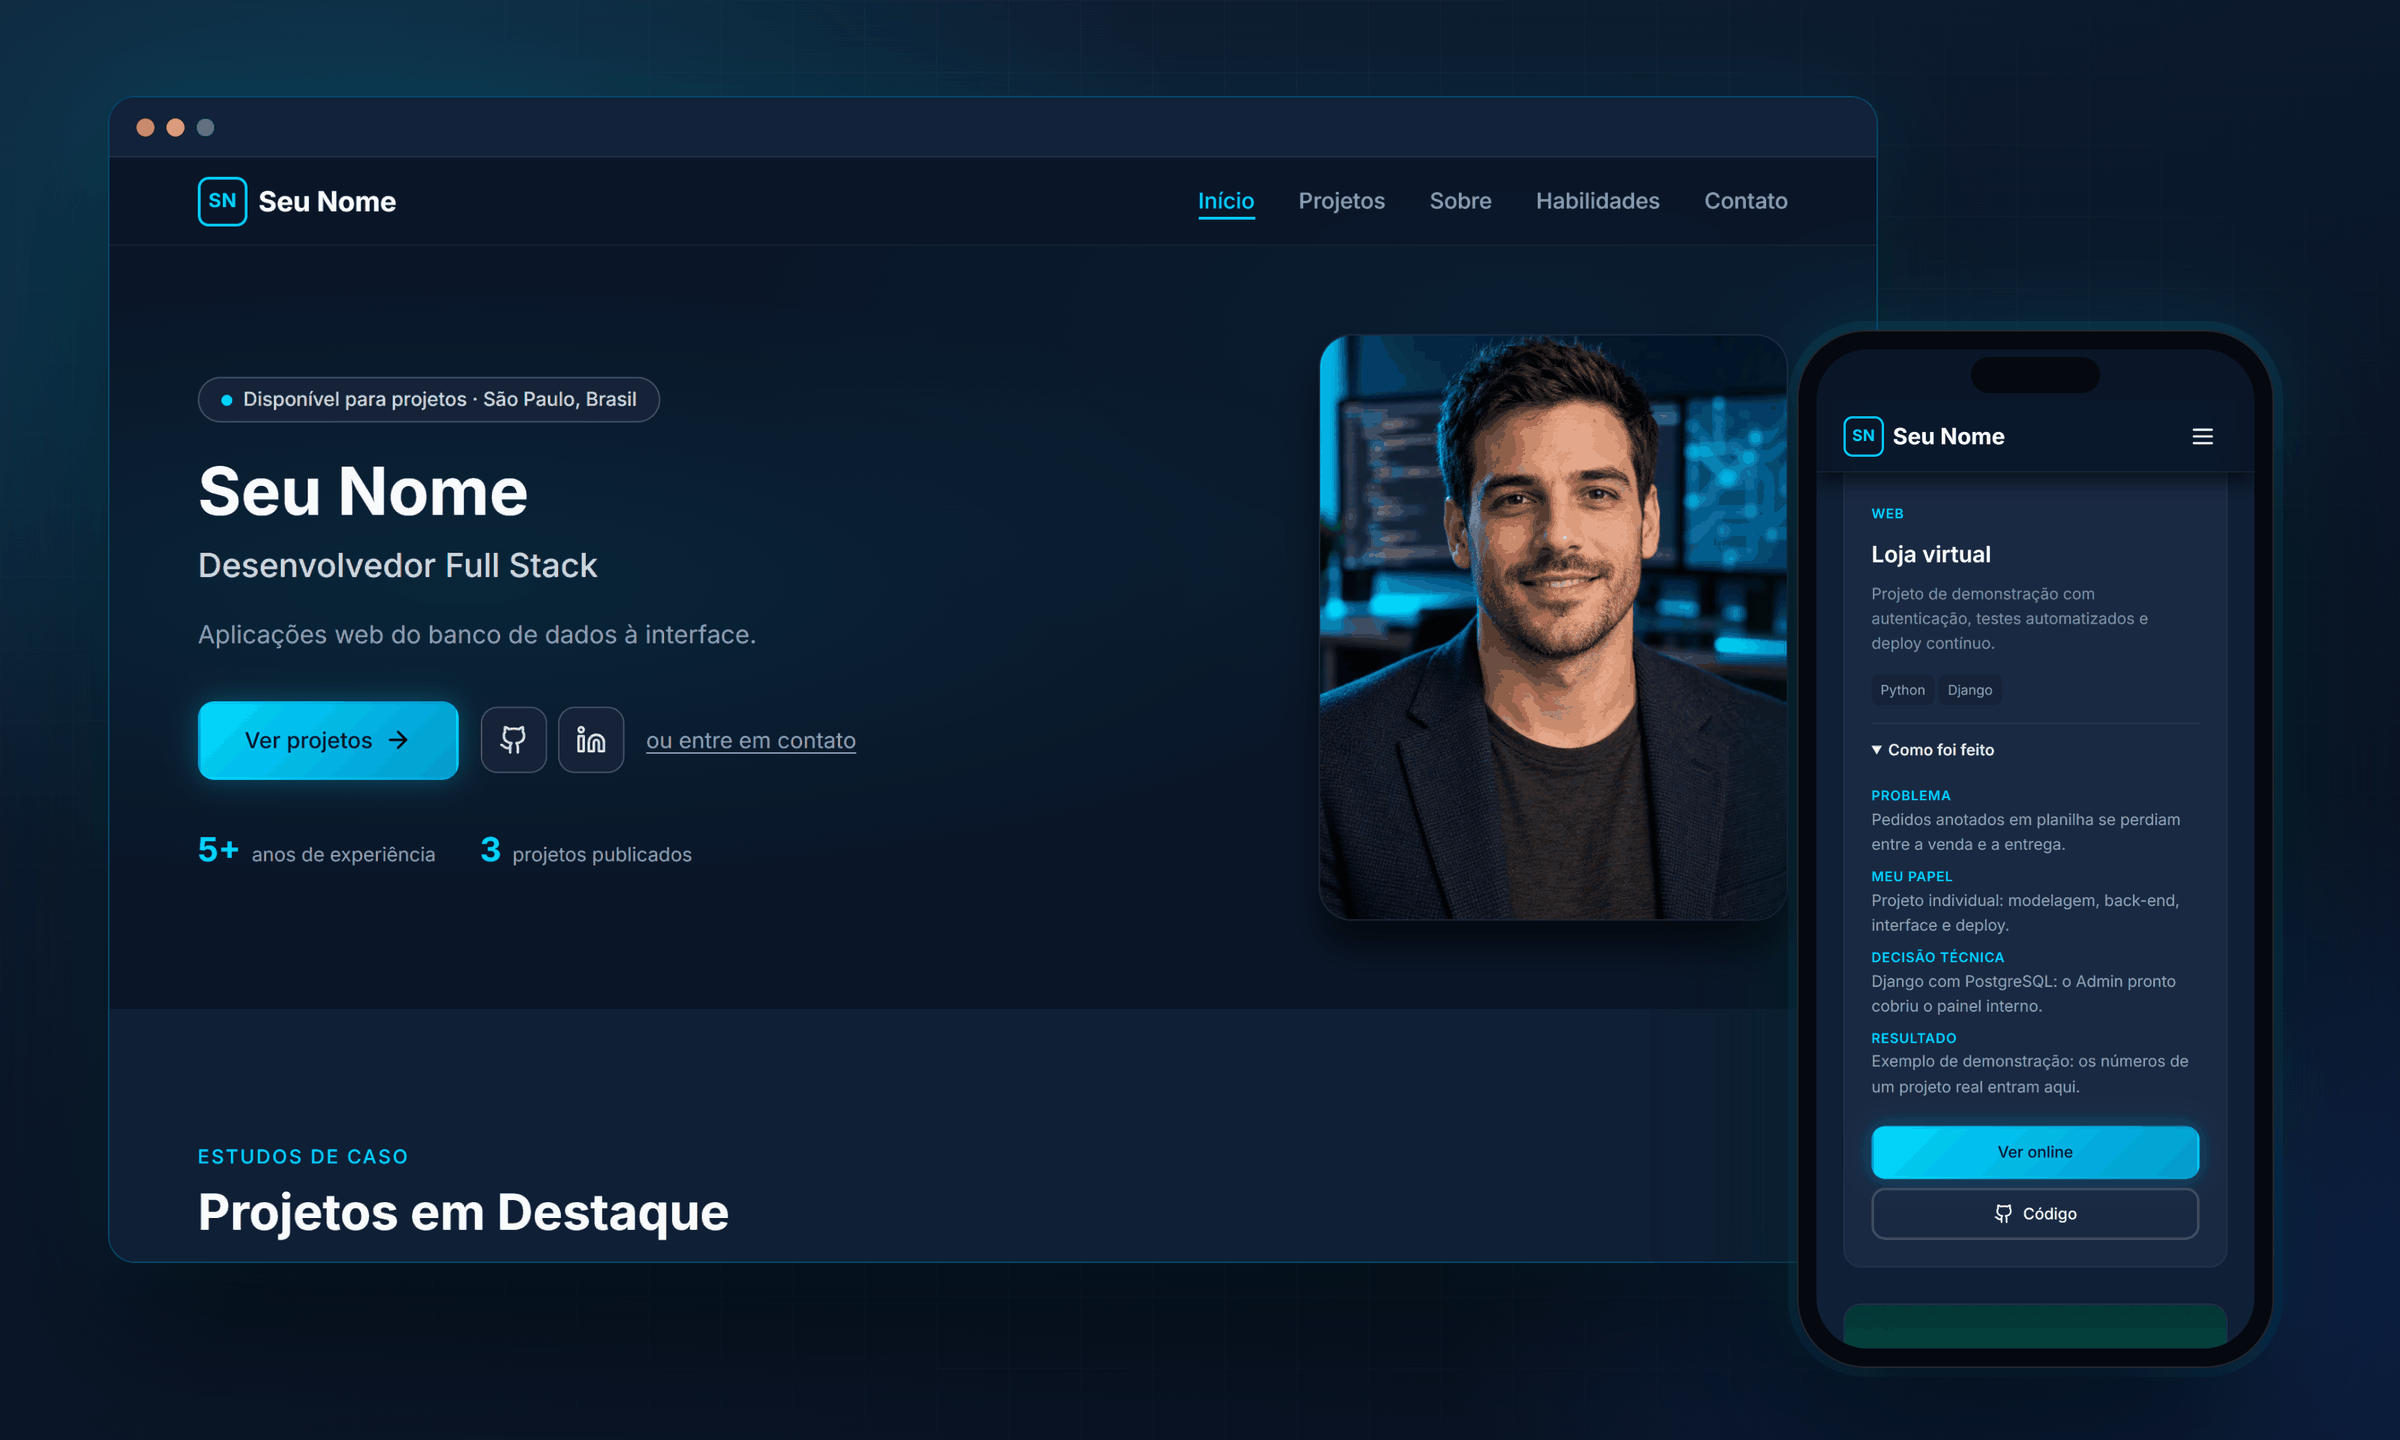 SN Seu Nome
Início Projetos Sobre Habilidades Contato
Disponível para projetos · São Paulo, Brasil
Seu Nome
Desenvolvedor Full Stack
Aplicações web do banco de dados à interface.
Ver projetos → in ou entre em contato
5+ anos de experiência 3 projetos publicados
ESTUDOS DE CASO
Projetos em Destaque
SN Seu Nome
WEB
Loja virtual
Projeto de demonstração com
autenticação, testes automatizados e
deploy contínuo.
Python Django
▼ Como foi feito
PROBLEMA
Pedidos anotados em planilha se perdiam
entre a venda e a entrega.
MEU PAPEL
Projeto individual: modelagem, back-end,
interface e deploy.
DECISÃO TÉCNICA
Django com PostgreSQL: o Admin pronto
cobriu o painel interno.
RESULTADO
Exemplo de demonstração: os números de
um projeto real entram aqui.
Ver online
Código